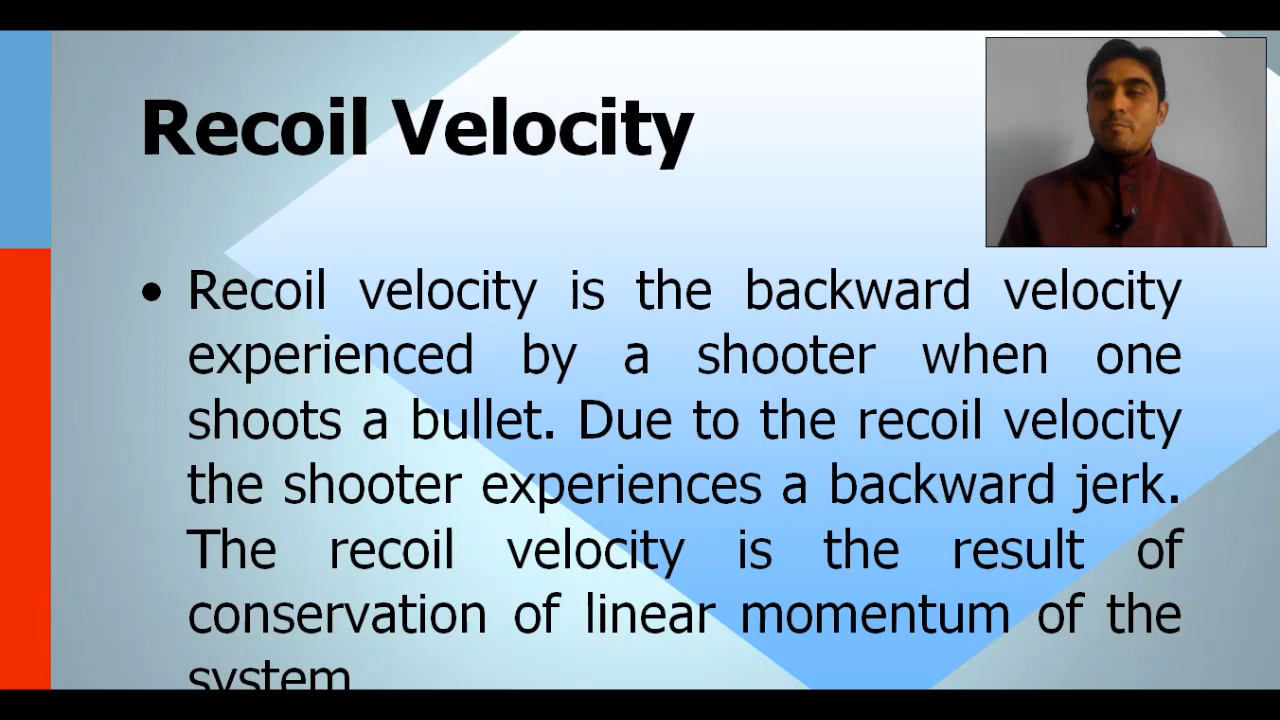 Recoil Velocity
• Recoil velocity is the backward velocity
experienced by a shooter when one
shoots a bullet. Due to the recoil velocity
the shooter experiences a backward jerk.
The recoil velocity is the result of
conservation of linear momentum of the
system